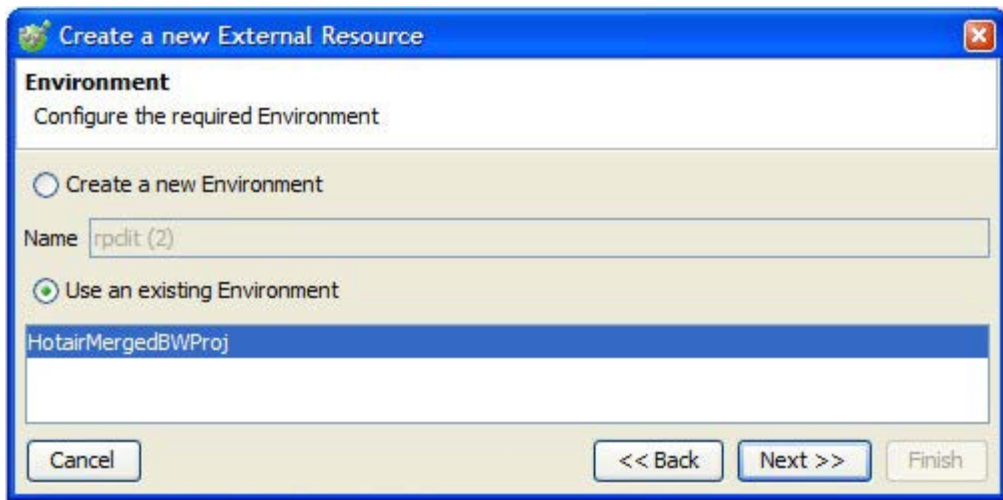 Create a new External Resource
Environment
Configure the required Environment
Create a new Environment
Name rpclit (2)
Use an existing Environment
HotairMergedBWProj
Cancel << Back Next >> Finish